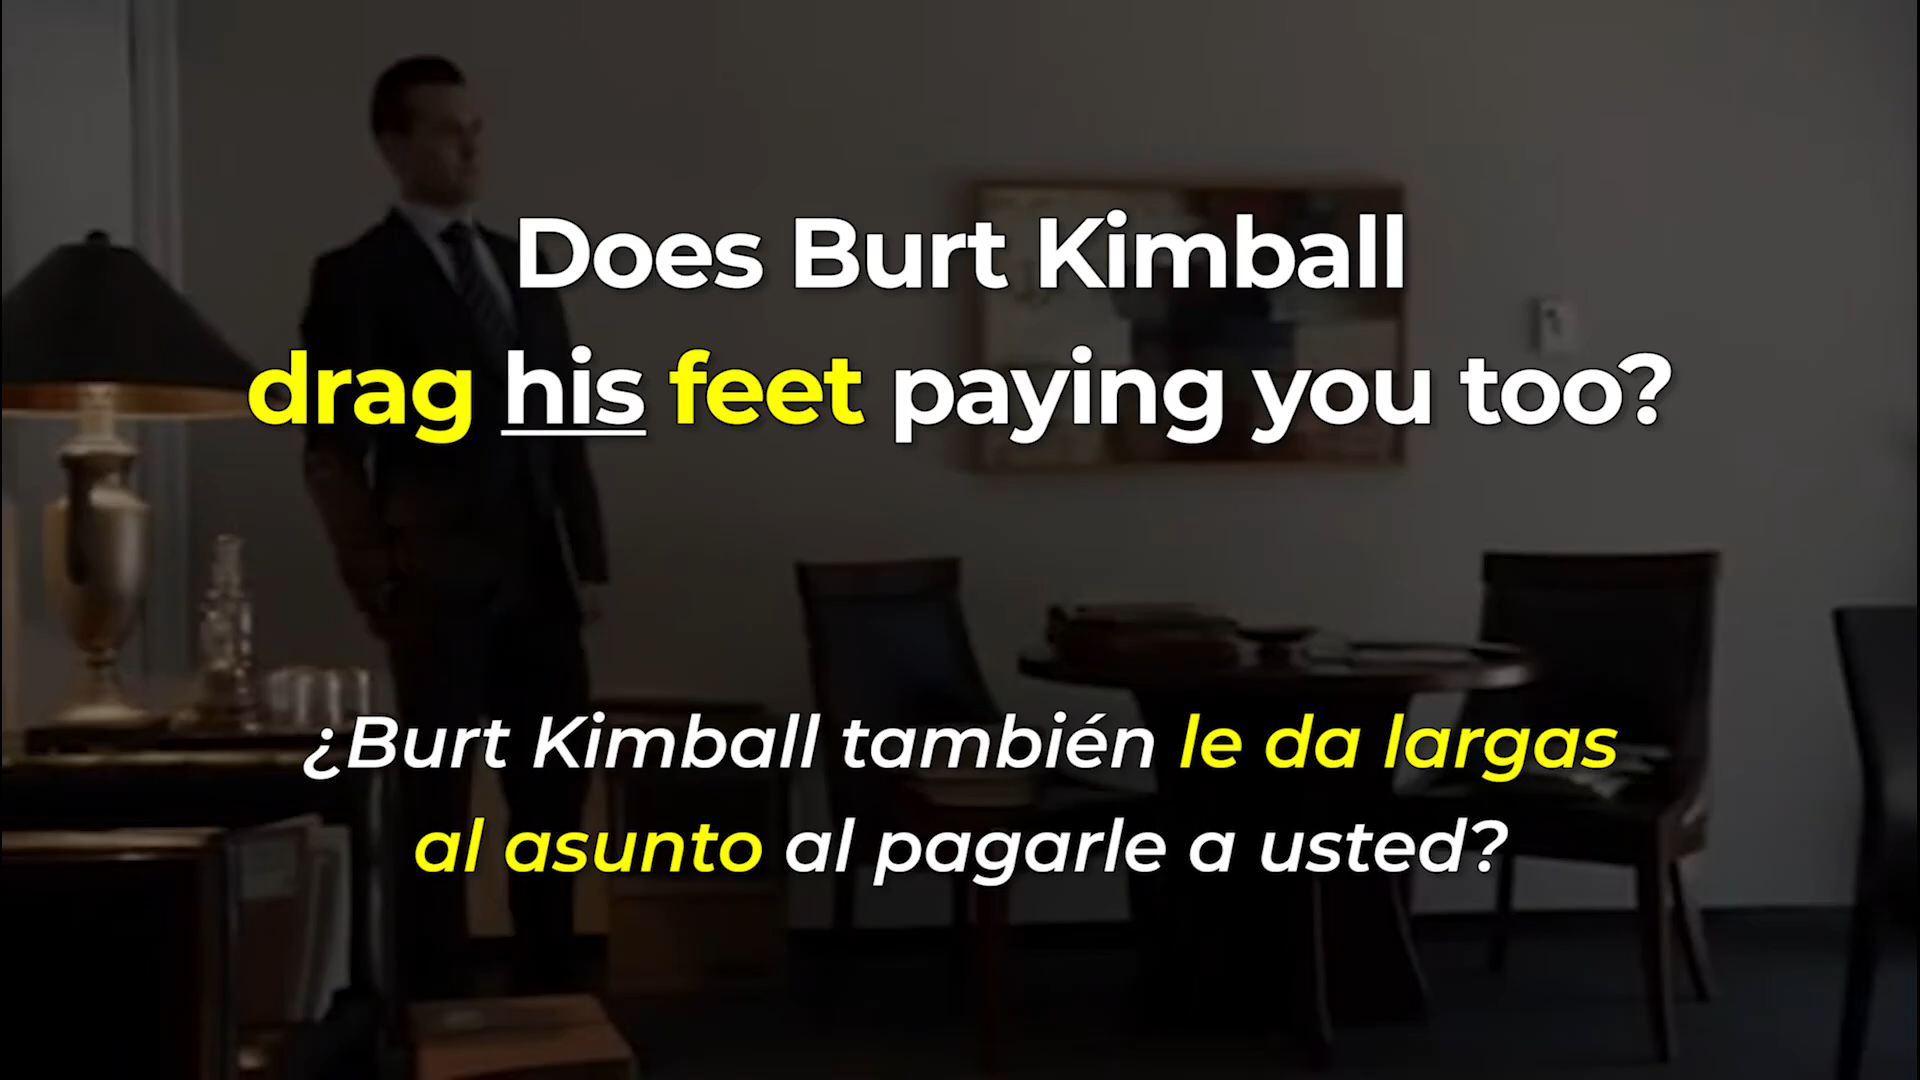 Does Burt Kimball
drag his feet paying you too?
¿Burt Kimball también le da largas
al asunto al pagarle a usted?